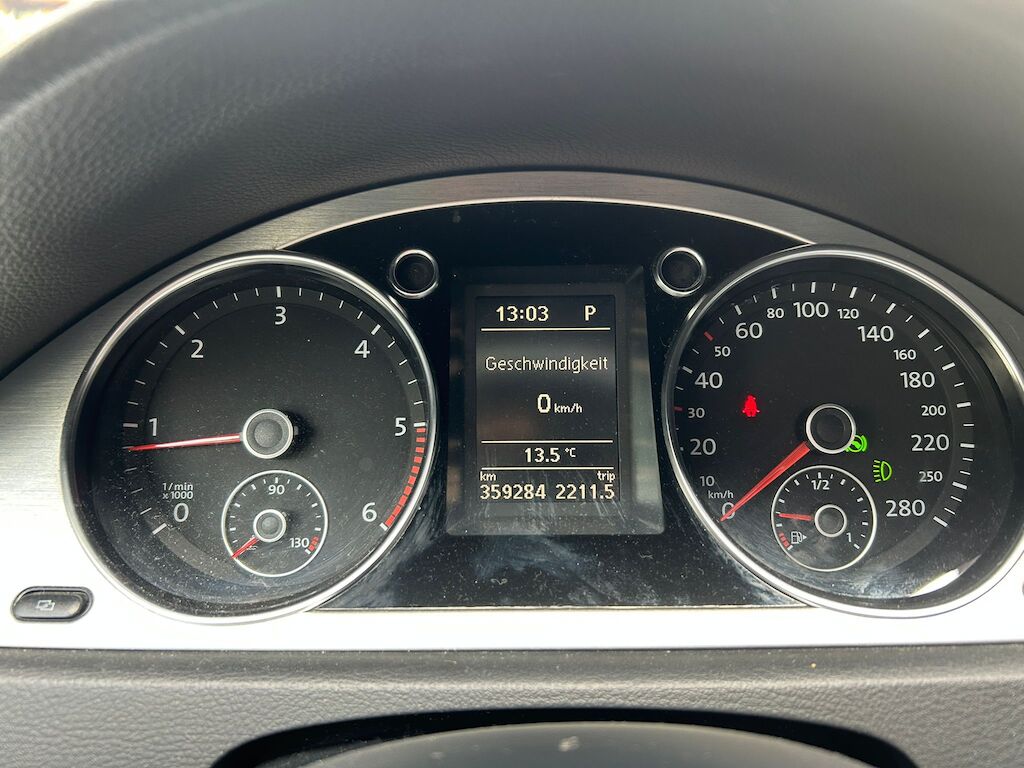 13:03 P
Geschwindigkeit
0 km/h
13.5 °C
km trip
359284 2211.5
0 1 2 3 4 5 6
1/min
x 1000
90
130
0 10 20 30 40 50 60 80 100 120 140 160 180 200 220 250 280
km/h
1/2
1